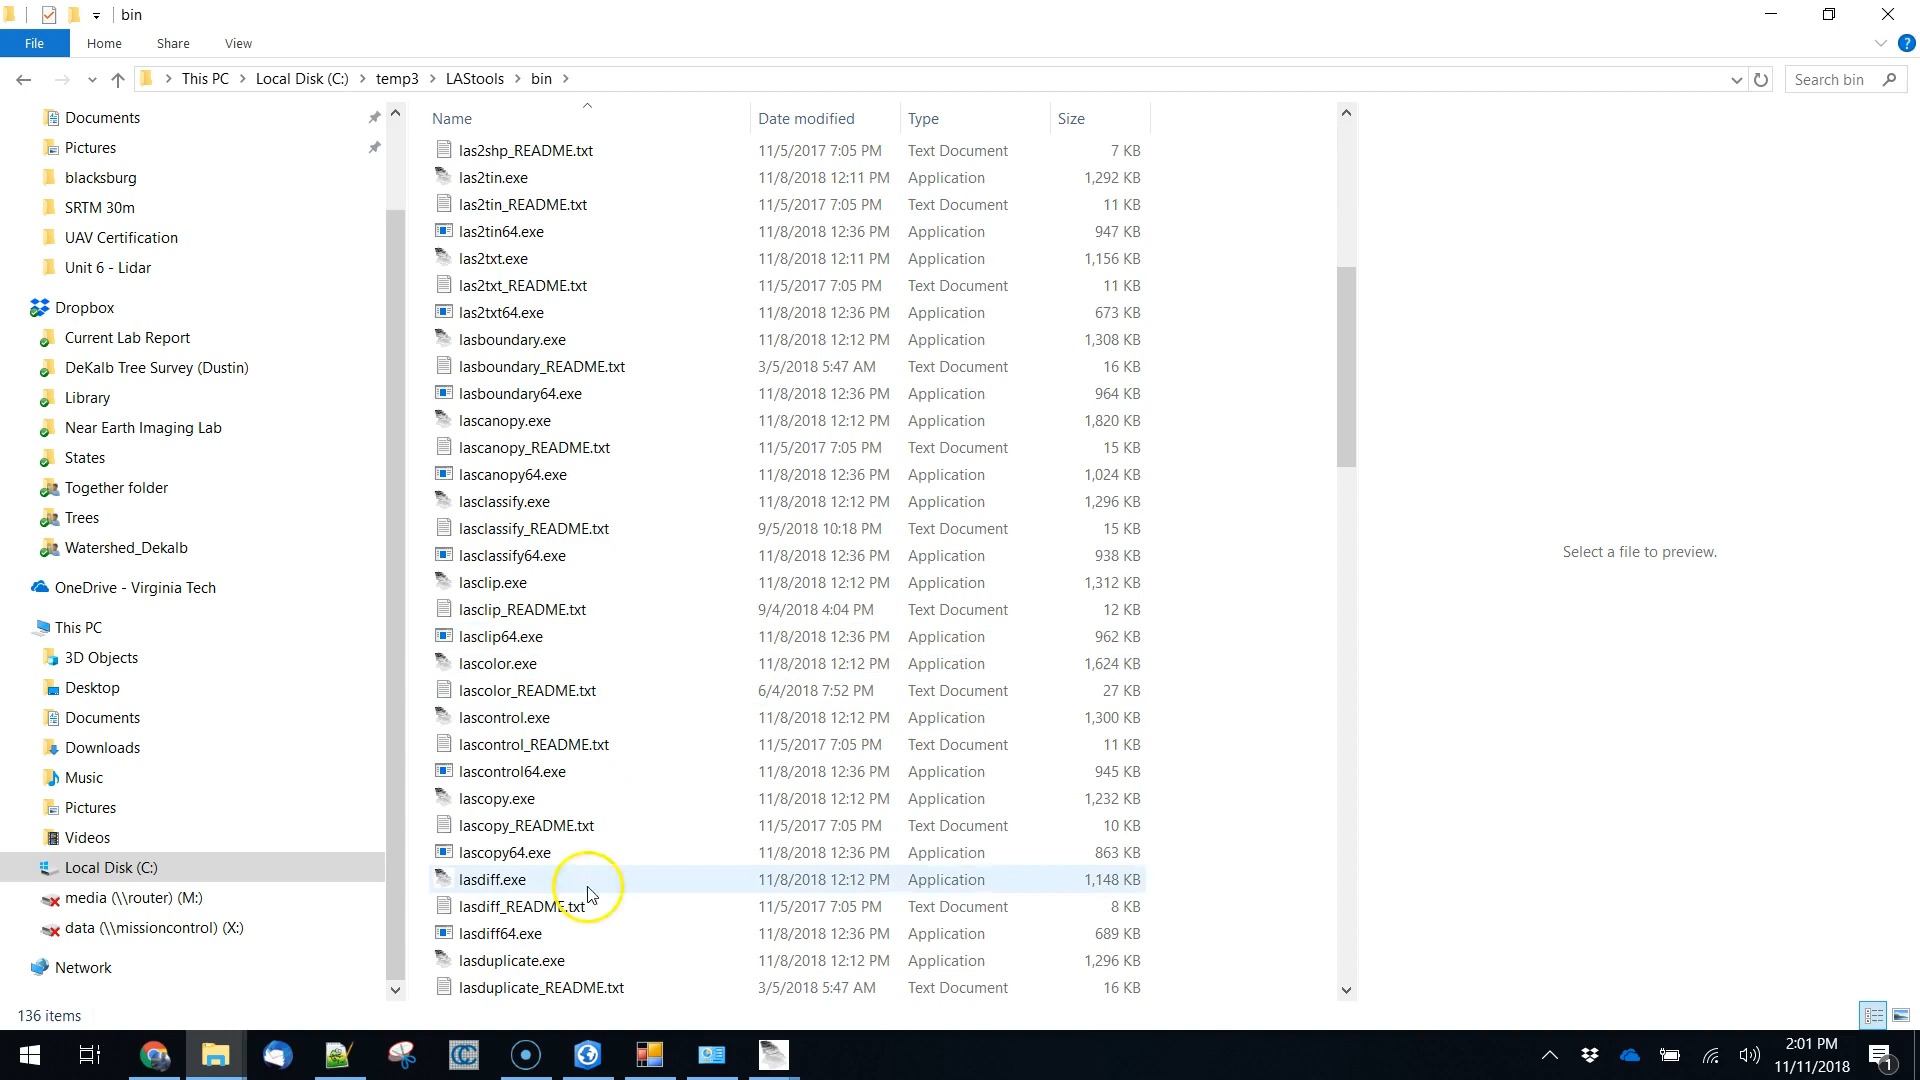 bin
File Home Share View
This PC Local Disk (C:) temp3 LAStools bin
Search bin
Documents
Pictures
blacksburg
SRTM 30m
UAV Certification
Unit 6 - Lidar
Dropbox
Current Lab Report
DeKalb Tree Survey (Dustin)
Library
Near Earth Imaging Lab
States
Together folder
Trees
Watershed_Dekalb
OneDrive - Virginia Tech
This PC
3D Objects
Desktop
Documents
Downloads
Music
Pictures
Videos
Local Disk (C:)
media (\\router) (M:)
data (\\missioncontrol) (X:)
Network
Name Date modified Type Size
las2shp_README.txt 11/5/2017 7:05 PM Text Document 7 KB
las2tin.exe 11/8/2018 12:11 PM Application 1,292 KB
las2tin_README.txt 11/5/2017 7:05 PM Text Document 11 KB
las2tin64.exe 11/8/2018 12:36 PM Application 947 KB
las2txt.exe 11/8/2018 12:11 PM Application 1,156 KB
las2txt_README.txt 11/5/2017 7:05 PM Text Document 11 KB
las2txt64.exe 11/8/2018 12:36 PM Application 673 KB
lasboundary.exe 11/8/2018 12:12 PM Application 1,308 KB
lasboundary_README.txt 3/5/2018 5:47 AM Text Document 16 KB
lasboundary64.exe 11/8/2018 12:36 PM Application 964 KB
lascanopy.exe 11/8/2018 12:12 PM Application 1,820 KB
lascanopy_README.txt 11/5/2017 7:05 PM Text Document 15 KB
lascanopy64.exe 11/8/2018 12:36 PM Application 1,024 KB
lasclassify.exe 11/8/2018 12:12 PM Application 1,296 KB
lasclassify_README.txt 9/5/2018 10:18 PM Text Document 15 KB
lasclassify64.exe 11/8/2018 12:36 PM Application 938 KB
lasclip.exe 11/8/2018 12:12 PM Application 1,312 KB
lasclip_README.txt 9/4/2018 4:04 PM Text Document 12 KB
lasclip64.exe 11/8/2018 12:36 PM Application 962 KB
lascolor.exe 11/8/2018 12:12 PM Application 1,624 KB
lascolor_README.txt 6/4/2018 7:52 PM Text Document 27 KB
lascontrol.exe 11/8/2018 12:12 PM Application 1,300 KB
lascontrol_README.txt 11/5/2017 7:05 PM Text Document 11 KB
lascontrol64.exe 11/8/2018 12:36 PM Application 945 KB
lascopy.exe 11/8/2018 12:12 PM Application 1,232 KB
lascopy_README.txt 11/5/2017 7:05 PM Text Document 10 KB
lascopy64.exe 11/8/2018 12:36 PM Application 863 KB
lasdiff.exe 11/8/2018 12:12 PM Application 1,148 KB
lasdiff_README.txt 11/5/2017 7:05 PM Text Document 8 KB
lasdiff64.exe 11/8/2018 12:36 PM Application 689 KB
lasduplicate.exe 11/8/2018 12:12 PM Application 1,296 KB
lasduplicate_README.txt 3/5/2018 5:47 AM Text Document 16 KB
Select a file to preview.
136 items
2:01 PM
11/11/2018
1